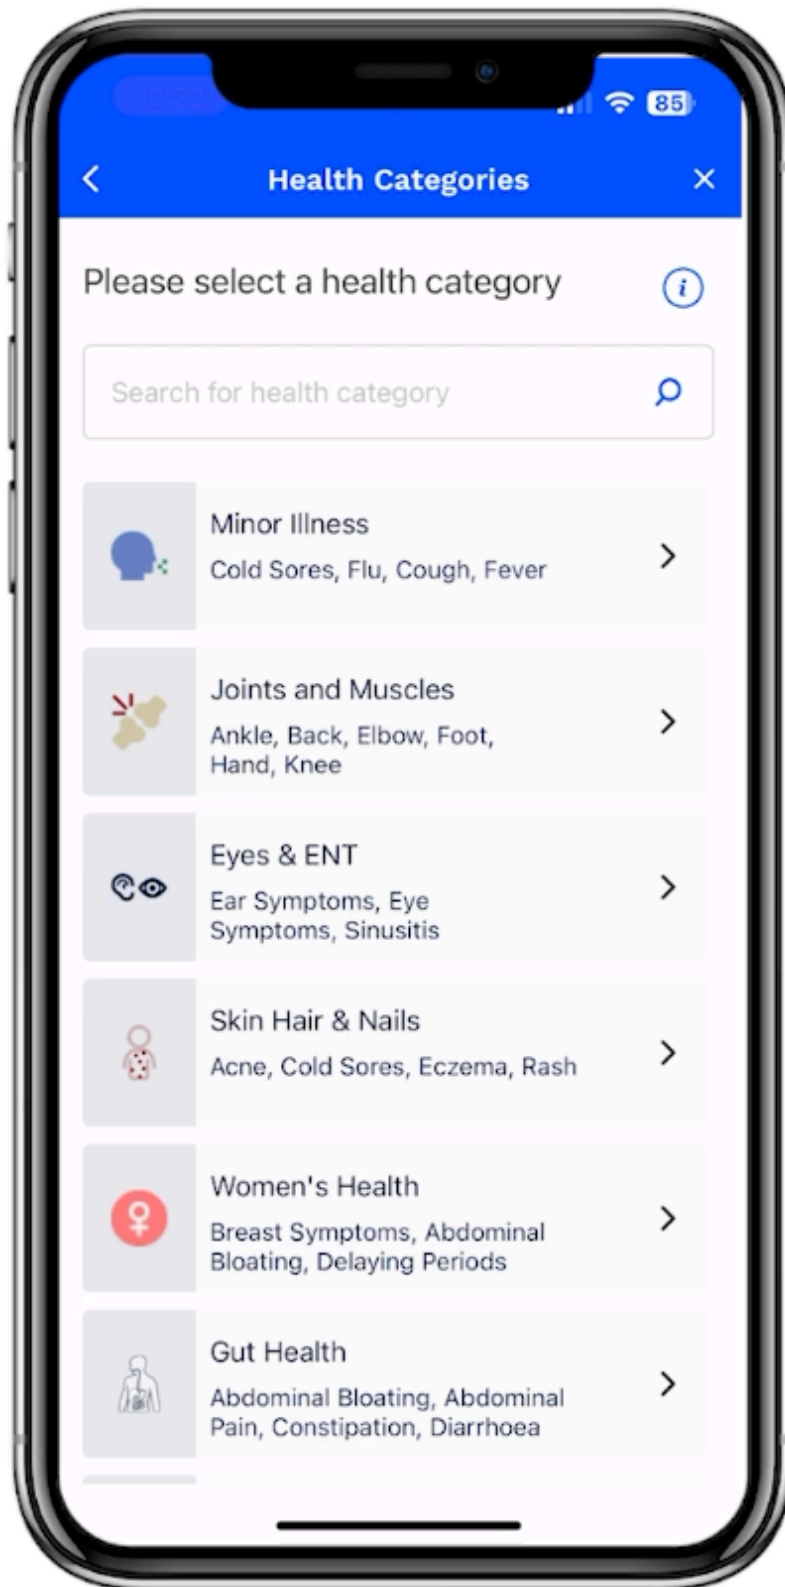 85
Health Categories
Please select a health category
Search for health category
Minor Illness
Cold Sores, Flu, Cough, Fever
Joints and Muscles
Ankle, Back, Elbow, Foot,
Hand, Knee
Eyes & ENT
Ear Symptoms, Eye
Symptoms, Sinusitis
Skin Hair & Nails
Acne, Cold Sores, Eczema, Rash
Women's Health
Breast Symptoms, Abdominal
Bloating, Delaying Periods
Gut Health
Abdominal Bloating, Abdominal
Pain, Constipation, Diarrhoea